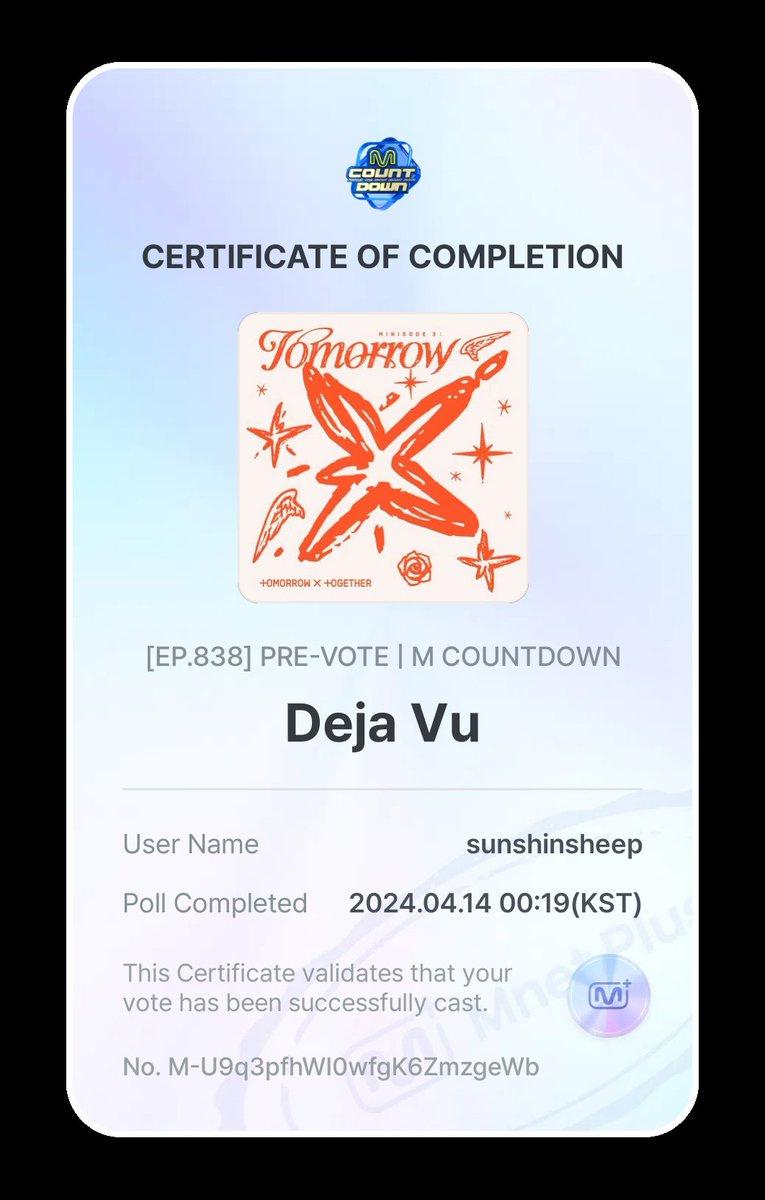 M
COUNT
DOWN
CERTIFICATE OF COMPLETION
MINISODE 3:
Tomorrow
TOMORROW X TOGETHER
[EP.838] PRE-VOTE | M COUNTDOWN
Deja Vu
User Name sunshinsheep
Poll Completed 2024.04.14 00:19(KST)
This Certificate validates that your
vote has been successfully cast.
M+
Mnet Plus
No. M-U9q3pfhWI0wfgK6ZmzgeWb